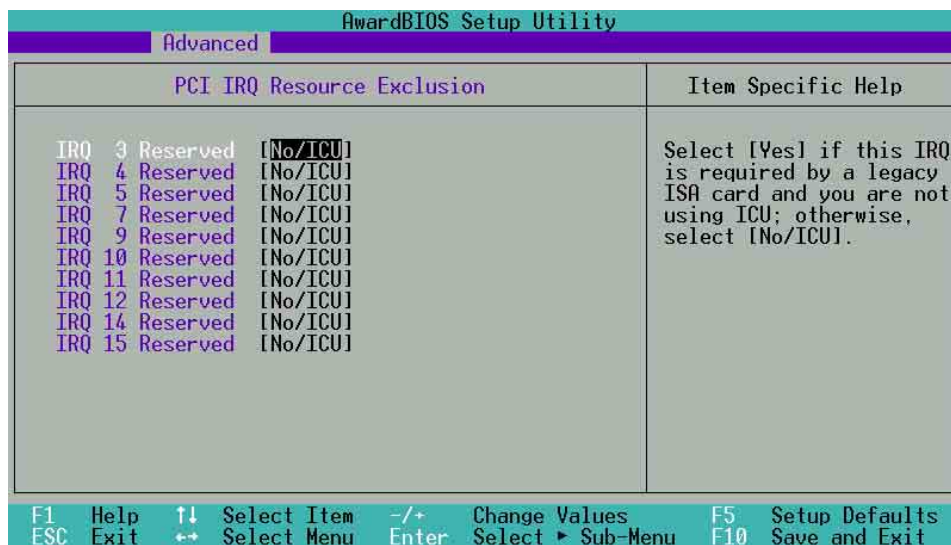 AwardBIOS Setup Utility
Advanced
PCI IRQ Resource Exclusion
IRQ 3 Reserved [No/ICU]
IRQ 4 Reserved [No/ICU]
IRQ 5 Reserved [No/ICU]
IRQ 7 Reserved [No/ICU]
IRQ 9 Reserved [No/ICU]
IRQ 10 Reserved [No/ICU]
IRQ 11 Reserved [No/ICU]
IRQ 12 Reserved [No/ICU]
IRQ 14 Reserved [No/ICU]
IRQ 15 Reserved [No/ICU]
Item Specific Help
Select [Yes] if this IRQ
is required by a legacy
ISA card and you are not
using ICU; otherwise,
select [No/ICU].
F1 Help ↑↓ Select Item -/+ Change Values F5 Setup Defaults
ESC Exit ←→ Select Menu Enter Select ► Sub-Menu F10 Save and Exit